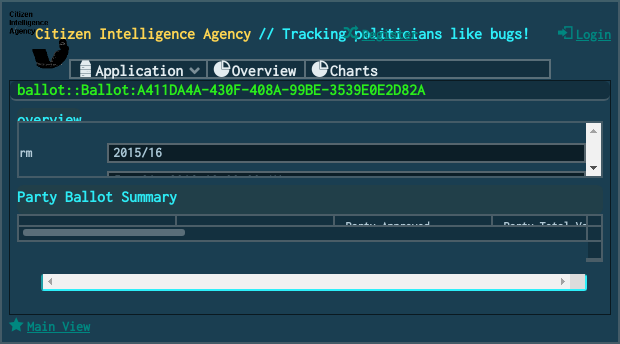 Citizen
Intelligence
Agency
Citizen Intelligence Agency // Tracking politicians like bugs!
Register
Login
Application
Overview
Charts
ballot::Ballot:A411DA4A-430F-408A-99BE-3539E0E2D82A
overview
rm
2015/16
Party Ballot Summary
Party Approved
Party Total
Main View